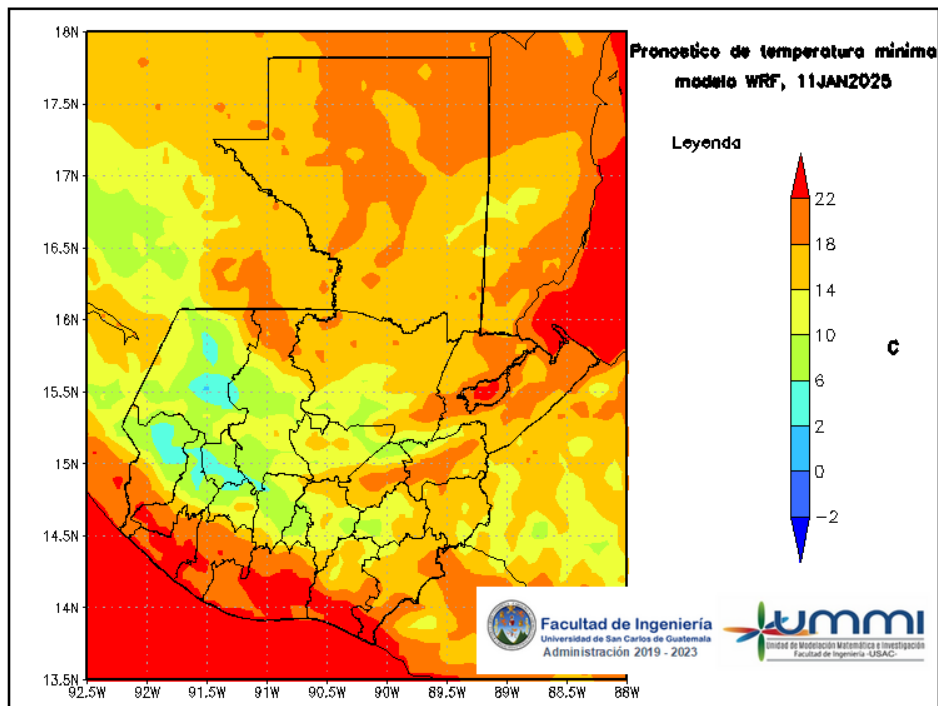 Pronostico de temperatura minima
modelo WRF, 11JAN2025
Leyenda
22
18
14
10
6
2
0
−2
C
18N
17.5N
17N
16.5N
16N
15.5N
15N
14.5N
14N
13.5N
92.5W
92W
91.5W
91W
90.5W
90W
89.5W
89W
88.5W
88W
Facultad de Ingeniería
Universidad de San Carlos de Guatemala
Administración 2019 - 2023
UMMI
Unidad de Modelación Matemática e Investigación
Facultad de Ingeniería -USAC-